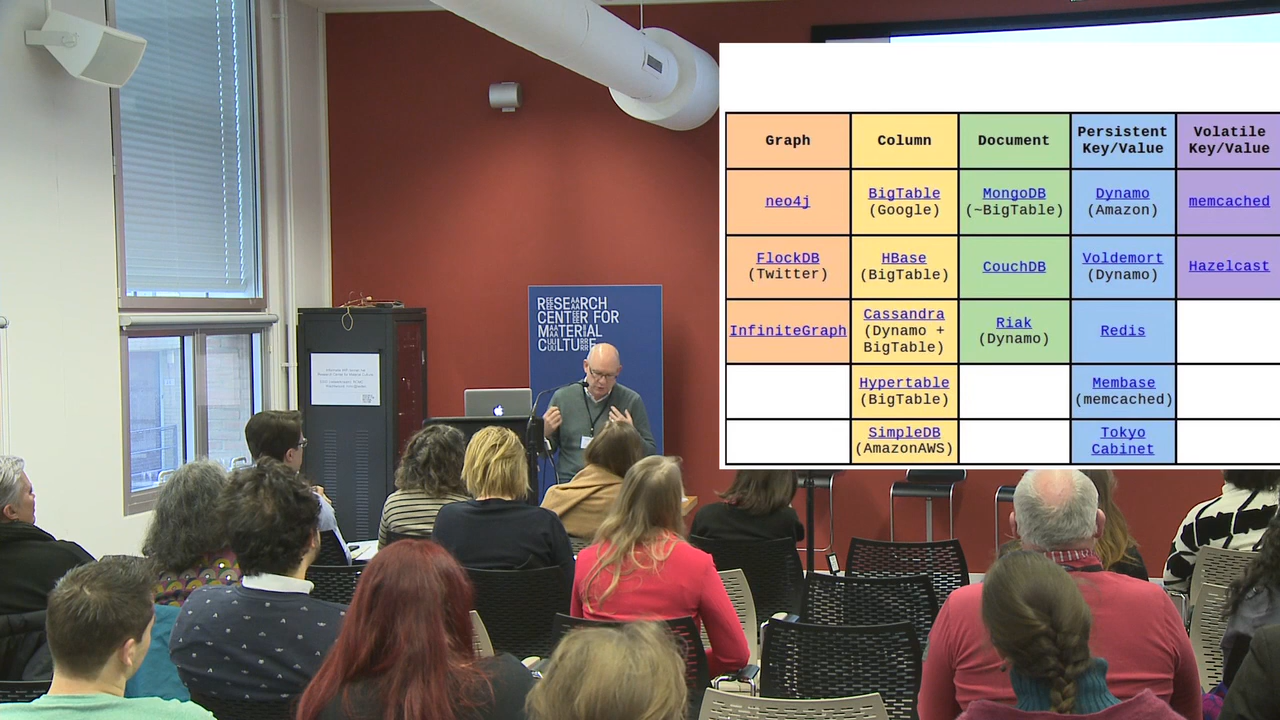 Graph
Column
Document
Persistent
Key/Value
Volatile
Key/Value
neo4j
BigTable
(Google)
MongoDB
(~BigTable)
Dynamo
(Amazon)
memcached
FlockDB
(Twitter)
HBase
(BigTable)
CouchDB
Voldemort
(Dynamo)
Hazelcast
InfiniteGraph
Cassandra
(Dynamo +
BigTable)
Riak
(Dynamo)
Redis
Hypertable
(BigTable)
Membase
(memcached)
SimpleDB
(AmazonAWS)
Tokyo
Cabinet
RESEARCH
CENTER FOR
MATERIAL
CULTURE